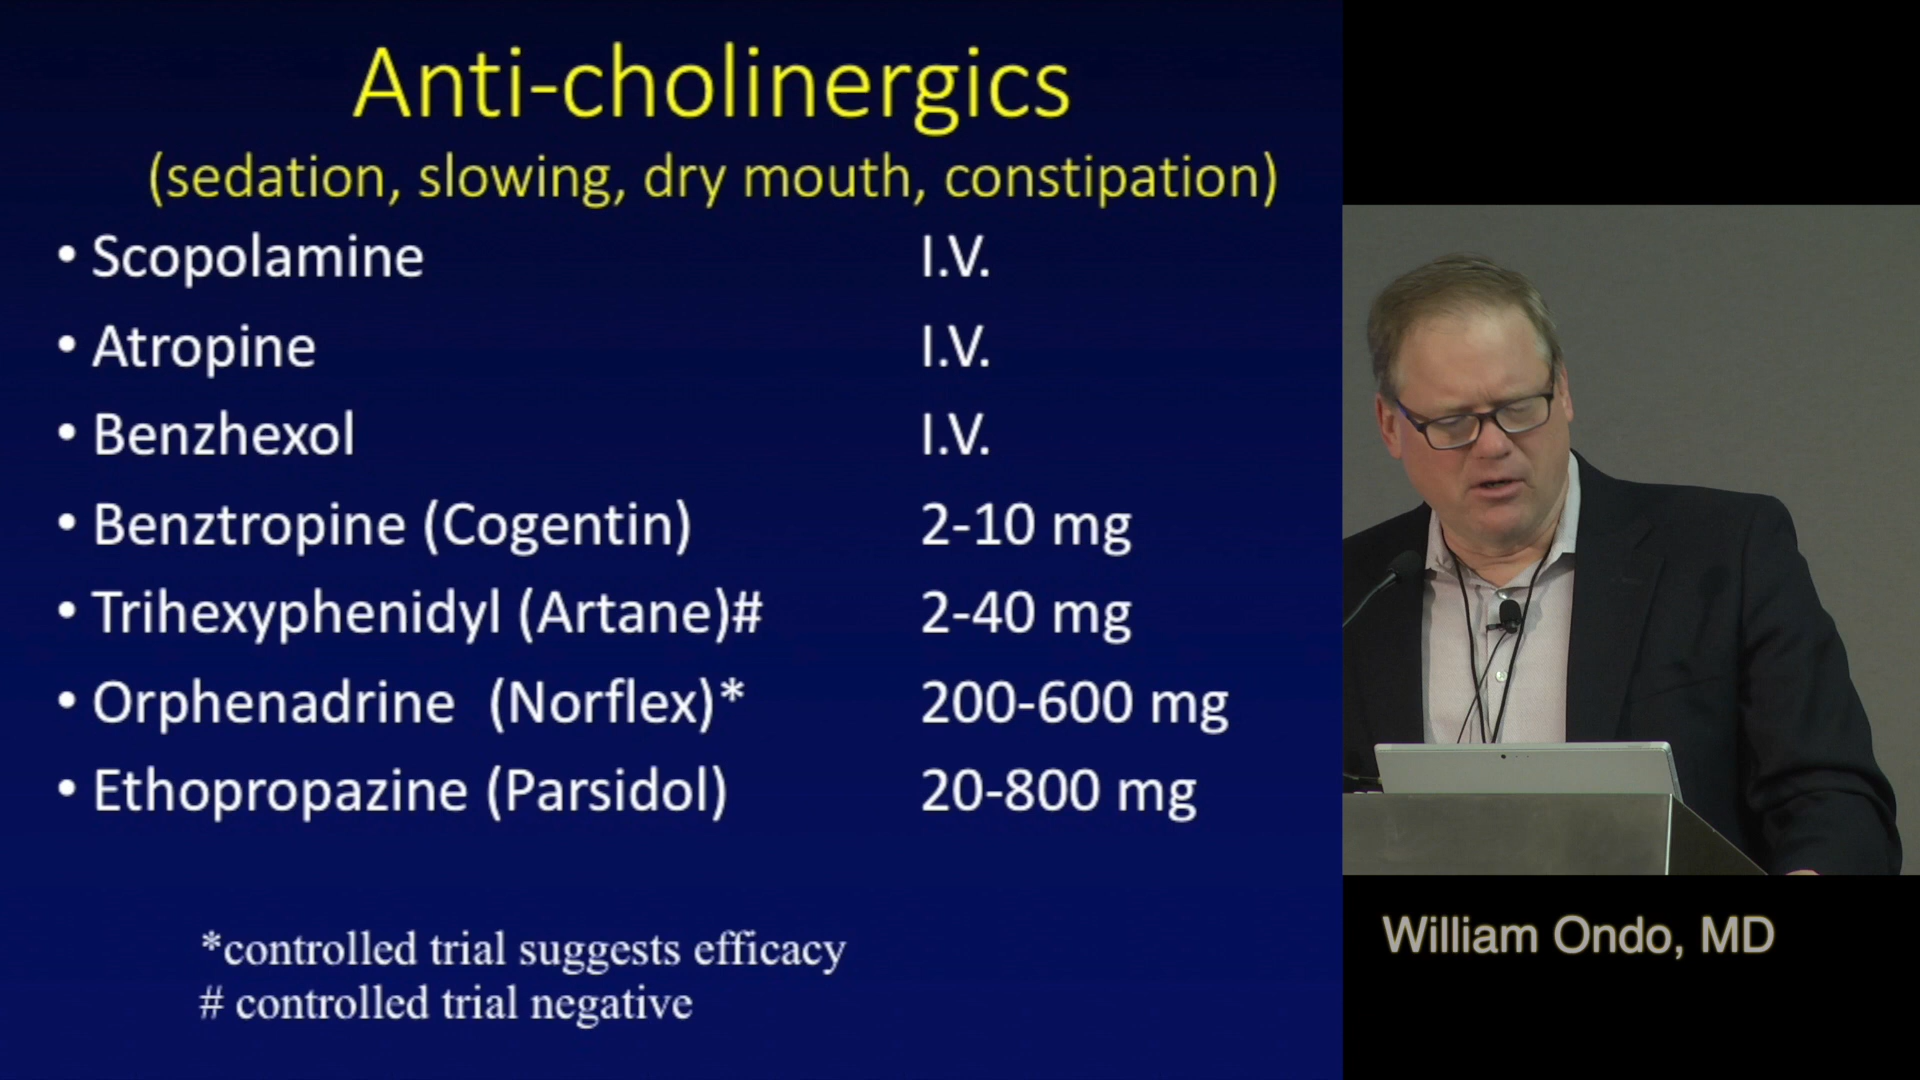 Anti-cholinergics
(sedation, slowing, dry mouth, constipation)
• Scopolamine I.V.
• Atropine I.V.
• Benzhexol I.V.
• Benztropine (Cogentin) 2-10 mg
• Trihexyphenidyl (Artane)# 2-40 mg
• Orphenadrine (Norflex)* 200-600 mg
• Ethopropazine (Parsidol) 20-800 mg
*controlled trial suggests efficacy
# controlled trial negative
William Ondo, MD